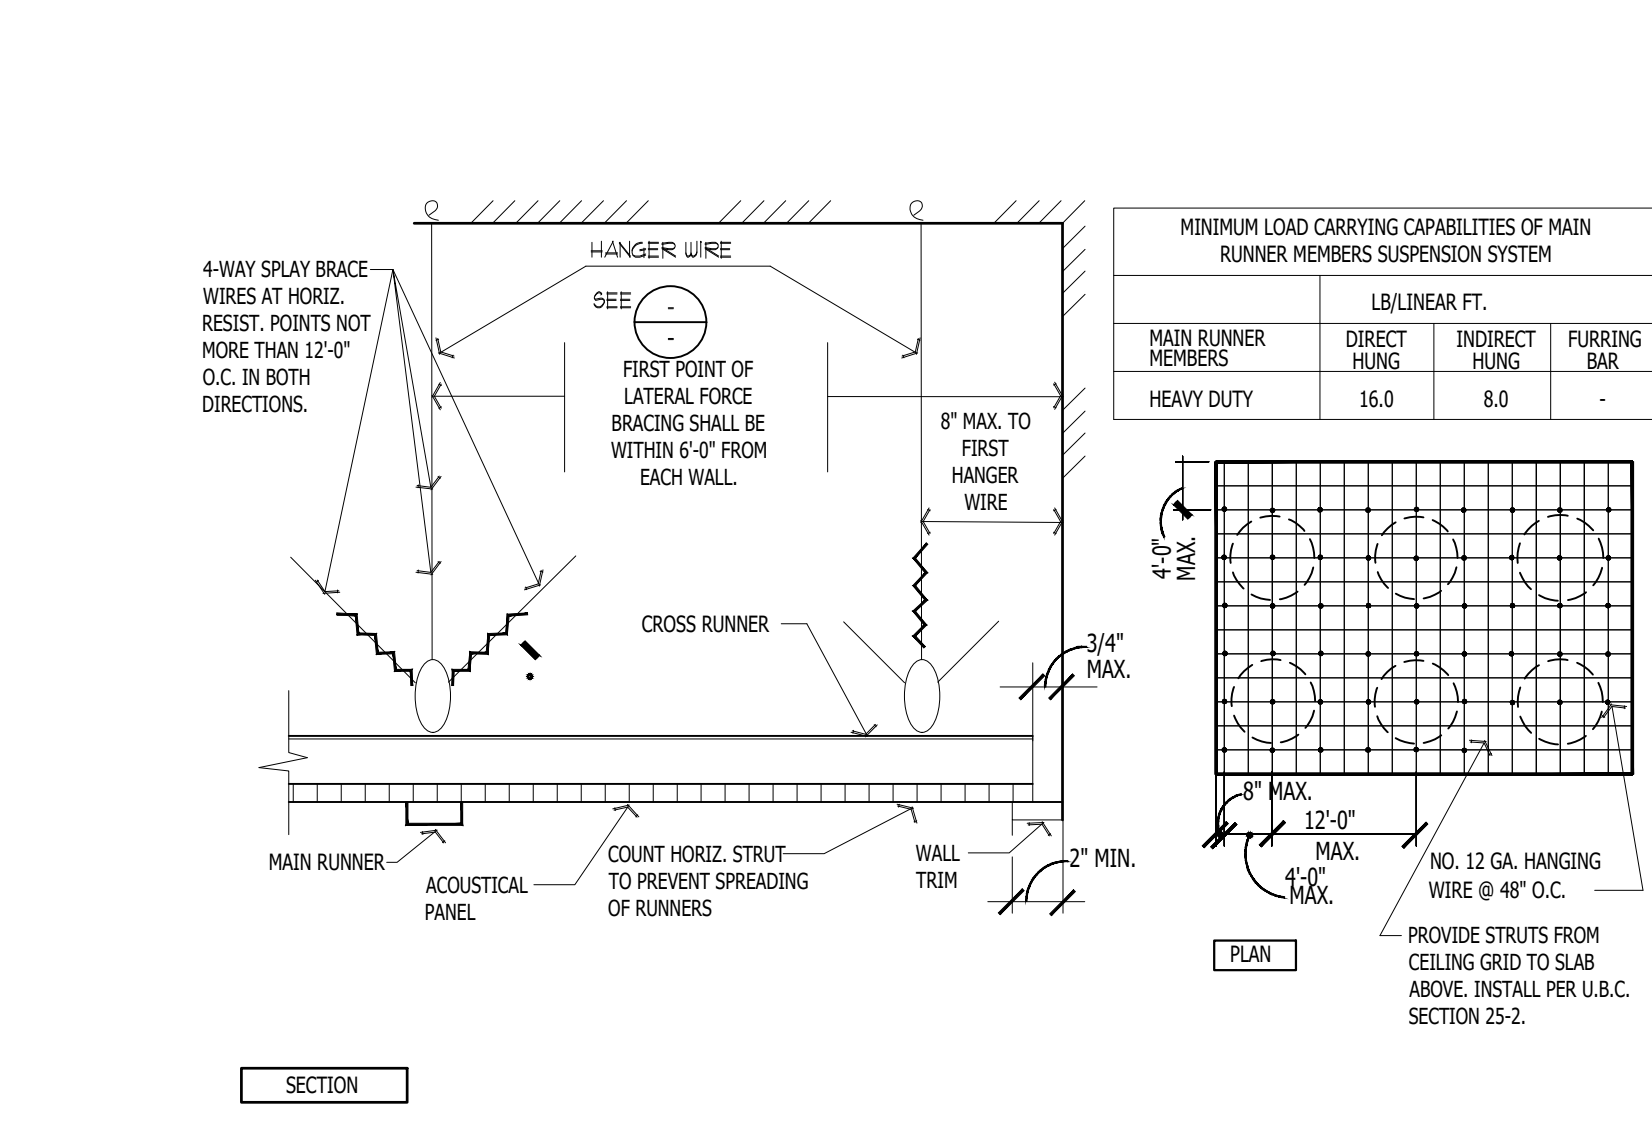 HANGER WIRE
4-WAY SPLAY BRACE
WIRES AT HORIZ.
RESIST. POINTS NOT
MORE THAN 12'-0"
O.C. IN BOTH
DIRECTIONS.
SEE
-
-
FIRST POINT OF
LATERAL FORCE
BRACING SHALL BE
WITHIN 6'-0" FROM
EACH WALL.
8" MAX. TO
FIRST
HANGER
WIRE
CROSS RUNNER
3/4"
MAX.
MAIN RUNNER
ACOUSTICAL
PANEL
COUNT HORIZ. STRUT
TO PREVENT SPREADING
OF RUNNERS
WALL
TRIM
2" MIN.
SECTION
MINIMUM LOAD CARRYING CAPABILITIES OF MAIN
RUNNER MEMBERS SUSPENSION SYSTEM
LB/LINEAR FT.
MAIN RUNNER
MEMBERS
DIRECT
HUNG
INDIRECT
HUNG
FURRING
BAR
HEAVY DUTY
16.0
8.0
-
4'-0"
MAX.
8" MAX.
12'-0"
MAX.
4'-0"
MAX.
NO. 12 GA. HANGING
WIRE @ 48" O.C.
PLAN
PROVIDE STRUTS FROM
CEILING GRID TO SLAB
ABOVE. INSTALL PER U.B.C.
SECTION 25-2.